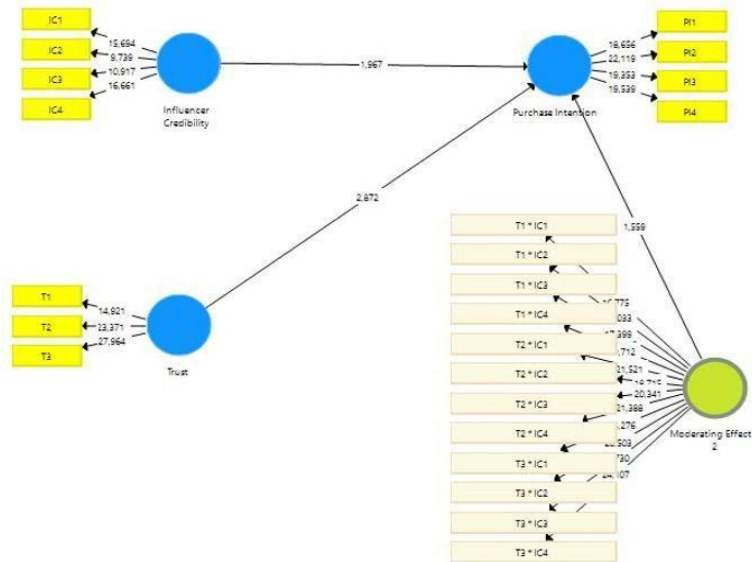 IC1
IC2
IC3
IC4
15,694
9,739
10,917
16,661
Influencer
Credibility
1,967
Purchase Intention
18,656
22,119
19,353
19,539
PI1
PI2
PI3
PI4
2,872
1,559
T1
T2
T3
14,921
23,371
27,964
Trust
T1 * IC1
T1 * IC2
T1 * IC3
T1 * IC4
T2 * IC1
T2 * IC2
T2 * IC3
T2 * IC4
T3 * IC1
T3 * IC2
T3 * IC3
T3 * IC4
21,521
20,341
21,388
Moderating Effect
2